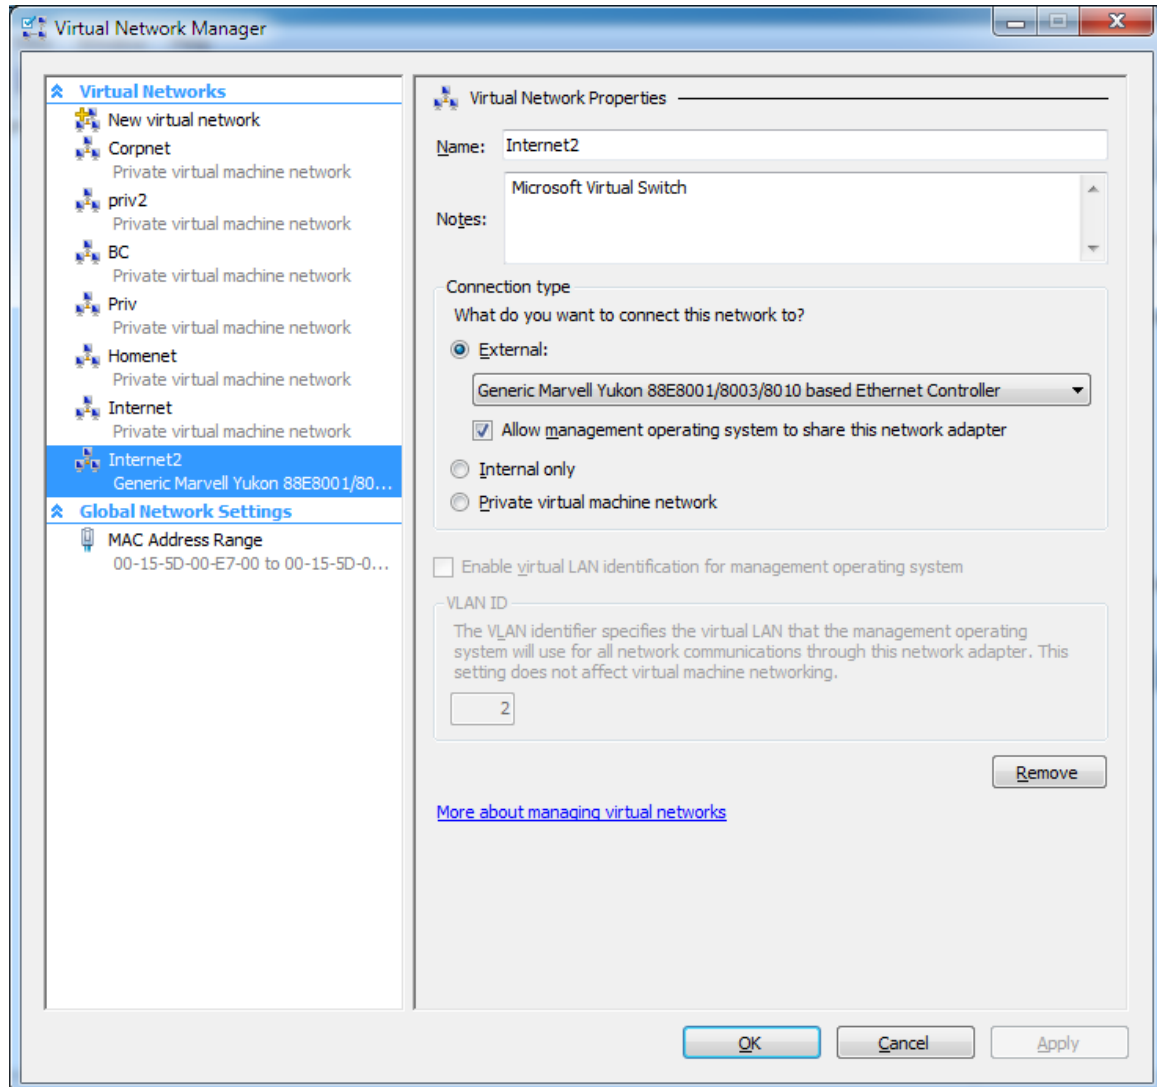 Virtual Network Manager
Virtual Networks
New virtual network
Corpnet
Private virtual machine network
priv2
Private virtual machine network
BC
Private virtual machine network
Priv
Private virtual machine network
Homenet
Private virtual machine network
Internet
Private virtual machine network
Internet2
Generic Marvell Yukon 88E8001/80...
Global Network Settings
MAC Address Range
00-15-5D-00-E7-00 to 00-15-5D-0...
Virtual Network Properties
Name: Internet2
Notes: Microsoft Virtual Switch
Connection type
What do you want to connect this network to?
External:
Generic Marvell Yukon 88E8001/8003/8010 based Ethernet Controller
Allow management operating system to share this network adapter
Internal only
Private virtual machine network
Enable virtual LAN identification for management operating system
VLAN ID
The VLAN identifier specifies the virtual LAN that the management operating
system will use for all network communications through this network adapter. This
setting does not affect virtual machine networking.
2
Remove
More about managing virtual networks
OK Cancel Apply